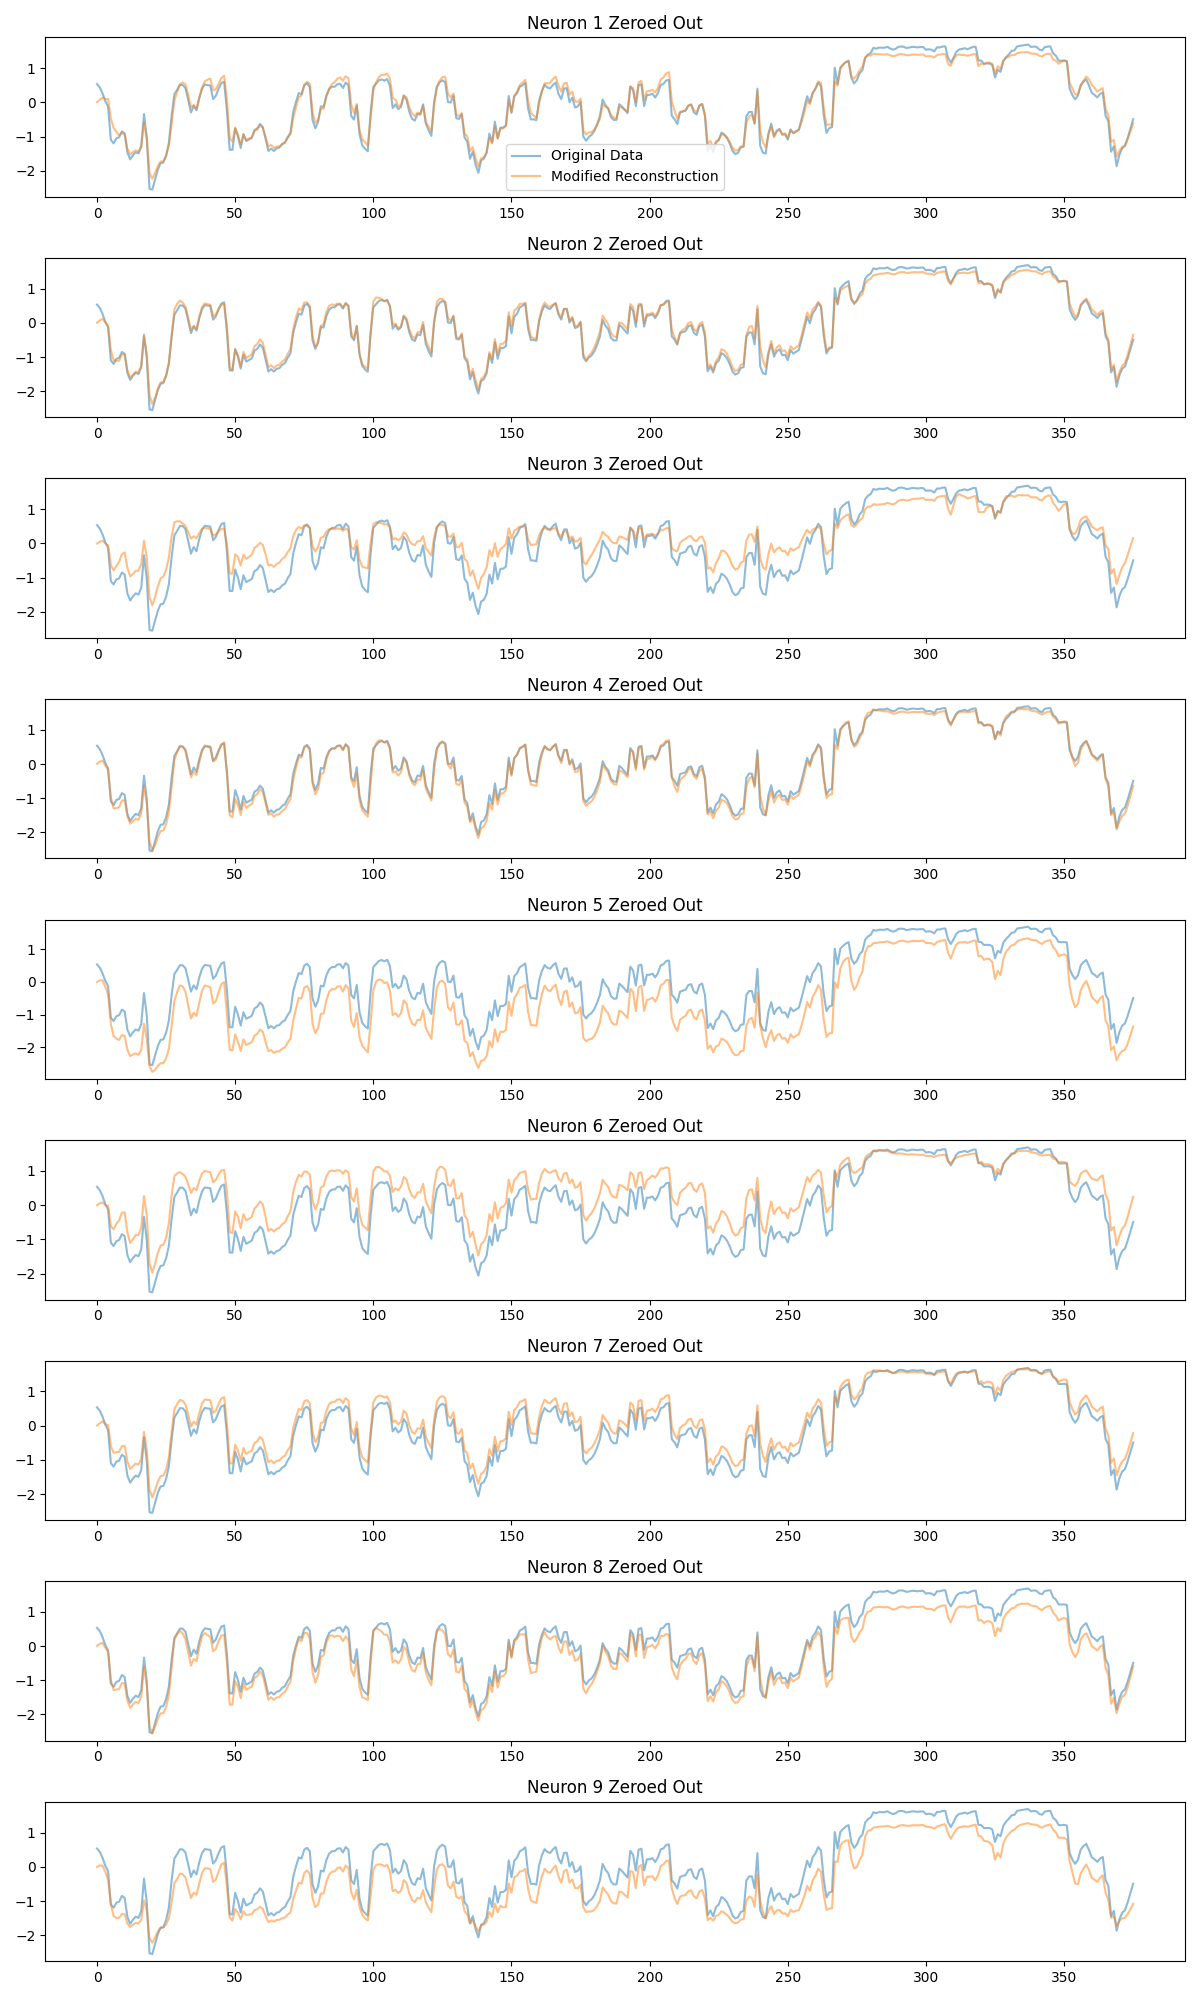 Neuron 1 Zeroed Out
1
0
−1
−2
Original Data
Modified Reconstruction
0 50 100 150 200 250 300 350
Neuron 2 Zeroed Out
1
0
−1
−2
0 50 100 150 200 250 300 350
Neuron 3 Zeroed Out
1
0
−1
−2
0 50 100 150 200 250 300 350
Neuron 4 Zeroed Out
1
0
−1
−2
0 50 100 150 200 250 300 350
Neuron 5 Zeroed Out
1
0
−1
−2
0 50 100 150 200 250 300 350
Neuron 6 Zeroed Out
1
0
−1
−2
0 50 100 150 200 250 300 350
Neuron 7 Zeroed Out
1
0
−1
−2
0 50 100 150 200 250 300 350
Neuron 8 Zeroed Out
1
0
−1
−2
0 50 100 150 200 250 300 350
Neuron 9 Zeroed Out
1
0
−1
−2
0 50 100 150 200 250 300 350